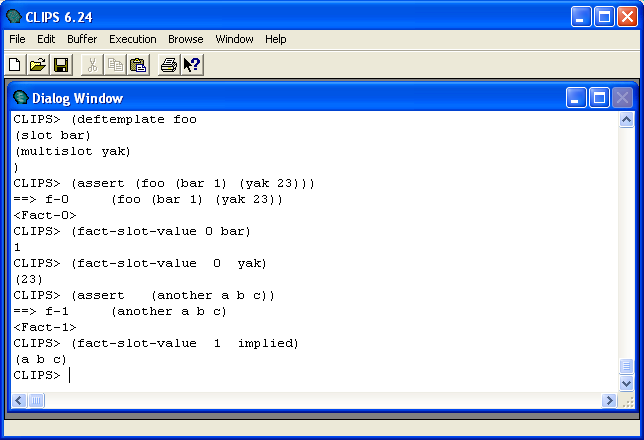 CLIPS 6.24
File Edit Buffer Execution Browse Window Help
Dialog Window
CLIPS> (deftemplate foo
(slot bar)
(multislot yak)
)
CLIPS> (assert (foo (bar 1) (yak 23)))
==> f-0     (foo (bar 1) (yak 23))
<Fact-0>
CLIPS> (fact-slot-value 0 bar)
1
CLIPS> (fact-slot-value  0  yak)
(23)
CLIPS> (assert   (another a b c))
==> f-1     (another a b c)
<Fact-1>
CLIPS> (fact-slot-value  1  implied)
(a b c)
CLIPS>